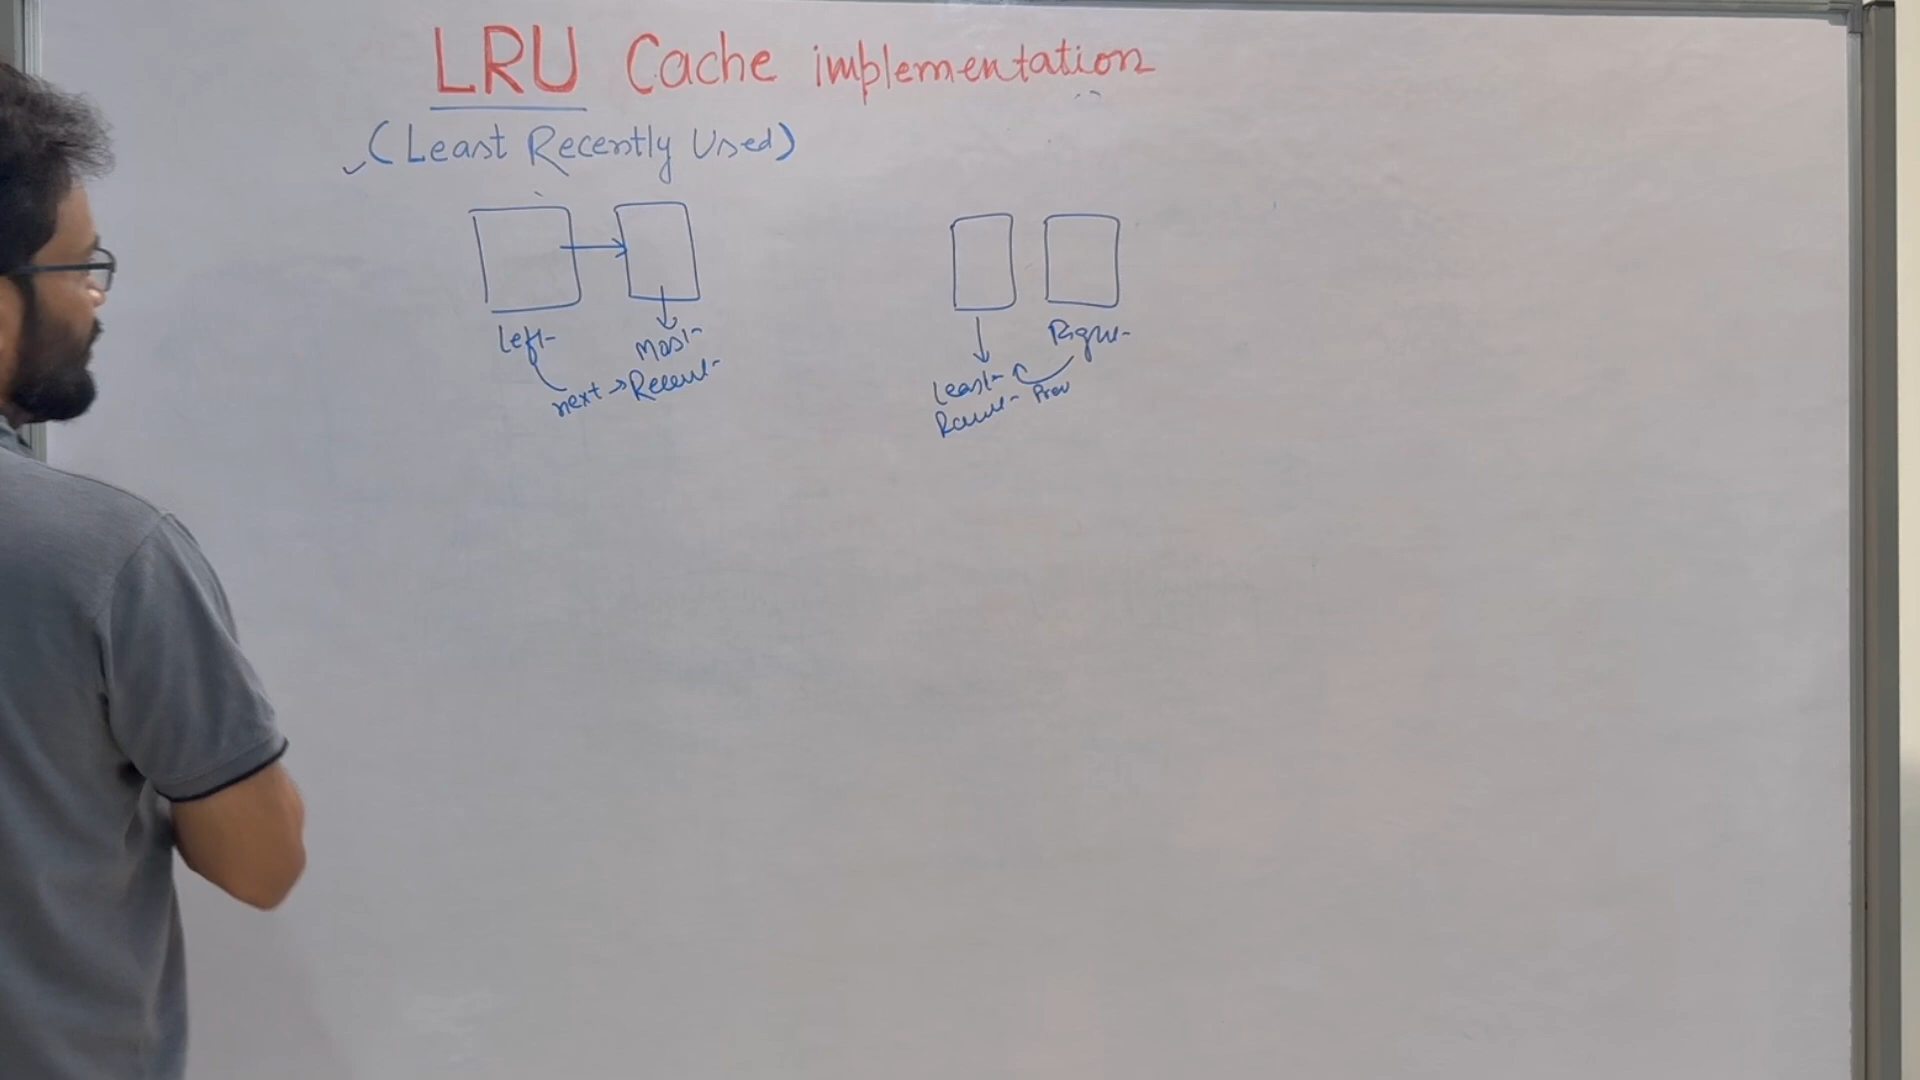 LRU Cache implementation
(Least Recently Used)
Left
Most
next → Recent
Right
Least
Prev
Recent